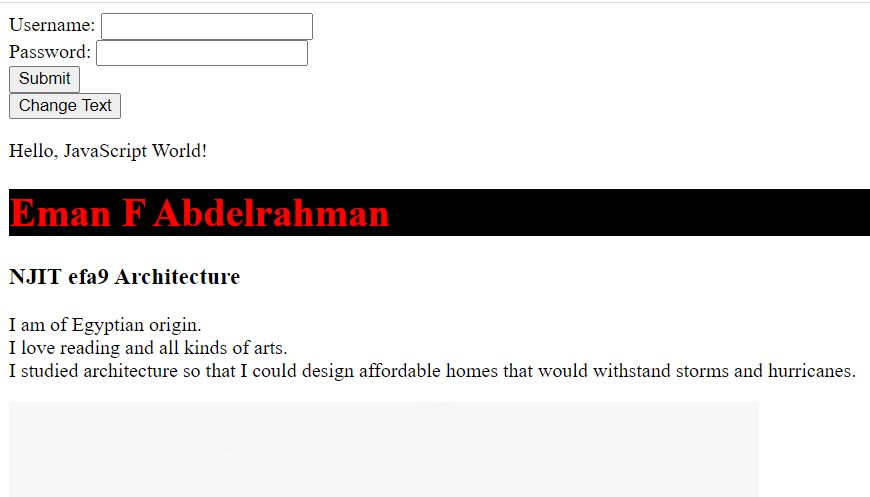 Username:
Password:
Submit
Change Text
Hello, JavaScript World!
Eman F Abdelrahman
NJIT efa9 Architecture
I am of Egyptian origin.
I love reading and all kinds of arts.
I studied architecture so that I could design affordable homes that would withstand storms and hurricanes.